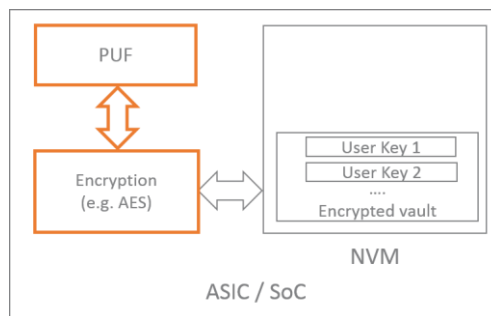 PUF
Encryption
(e.g. AES)
User Key 1
User Key 2
....
Encrypted vault
NVM
ASIC / SoC